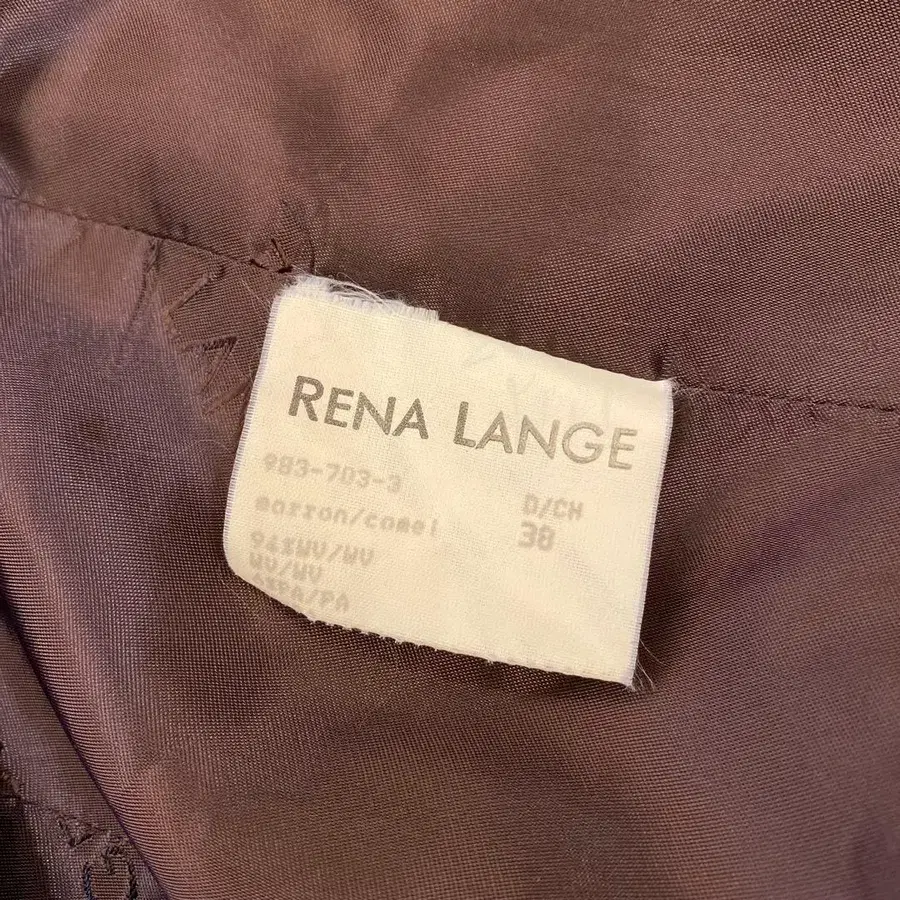 RENA LANGE
983-703-3
D/CH
marron/camel
38
94%WV/WV
WV/WV